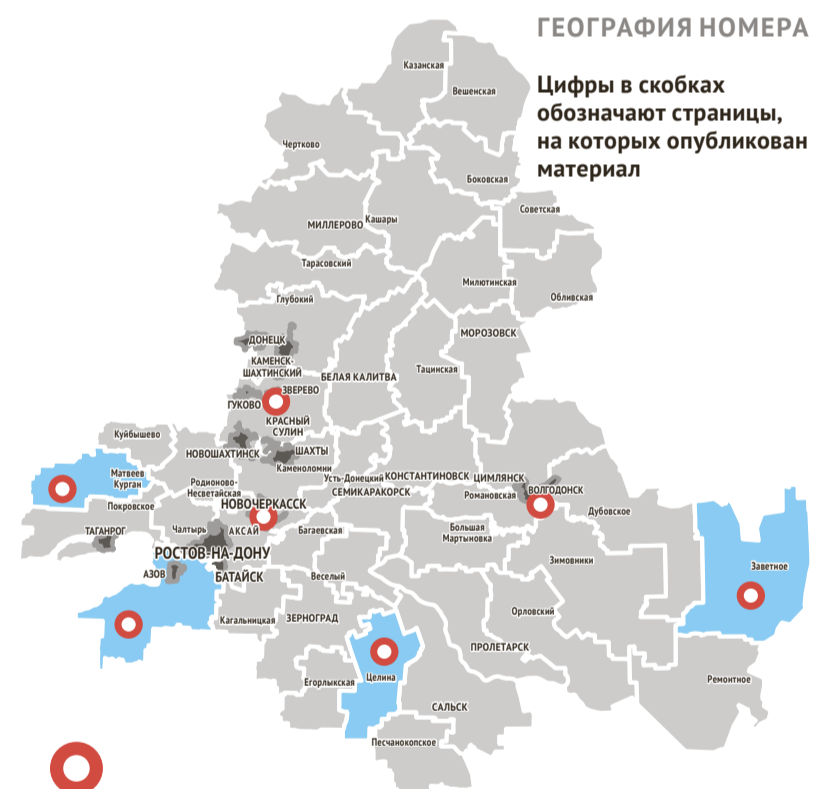 ГЕОГРАФИЯ НОМЕРА
Цифры в скобках
обозначают страницы,
на которых опубликован
материал
Казанская
Вешенская
Чертково
Боковская
Советская
МИЛЛЕРОВО
Кашары
Тарасовский
Милютинская
Обливская
Глубокий
МОРОЗОВСК
ДОНЕЦК
КАМЕНСК-
ШАХТИНСКИЙ
Тацинская
БЕЛАЯ КАЛИТВА
ЗВЕРЕВО
ГУКОВО
КРАСНЫЙ
СУЛИН
Куйбышево
НОВОШАХТИНСК
ШАХТЫ
Каменоломни
Матвеев
Курган
Родионово-
Несветайская
Усть-Донецкий
КОНСТАНТИНОВСК
ЦИМЛЯНСК
СЕМИКАРАКОРСК
Романовская
ВОЛГОДОНСК
Покровское
НОВОЧЕРКАССК
Дубовское
ТАГАНРОГ
Чалтырь
АКСАЙ
Багаевская
Большая
Мартыновка
РОСТОВ-НА-ДОНУ
Зимовники
Заветное
АЗОВ
БАТАЙСК
Веселый
Орловский
Кагальницкая
ЗЕРНОГРАД
ПРОЛЕТАРСК
Егорлыкская
Целина
Ремонтное
САЛЬСК
Песчанокопское